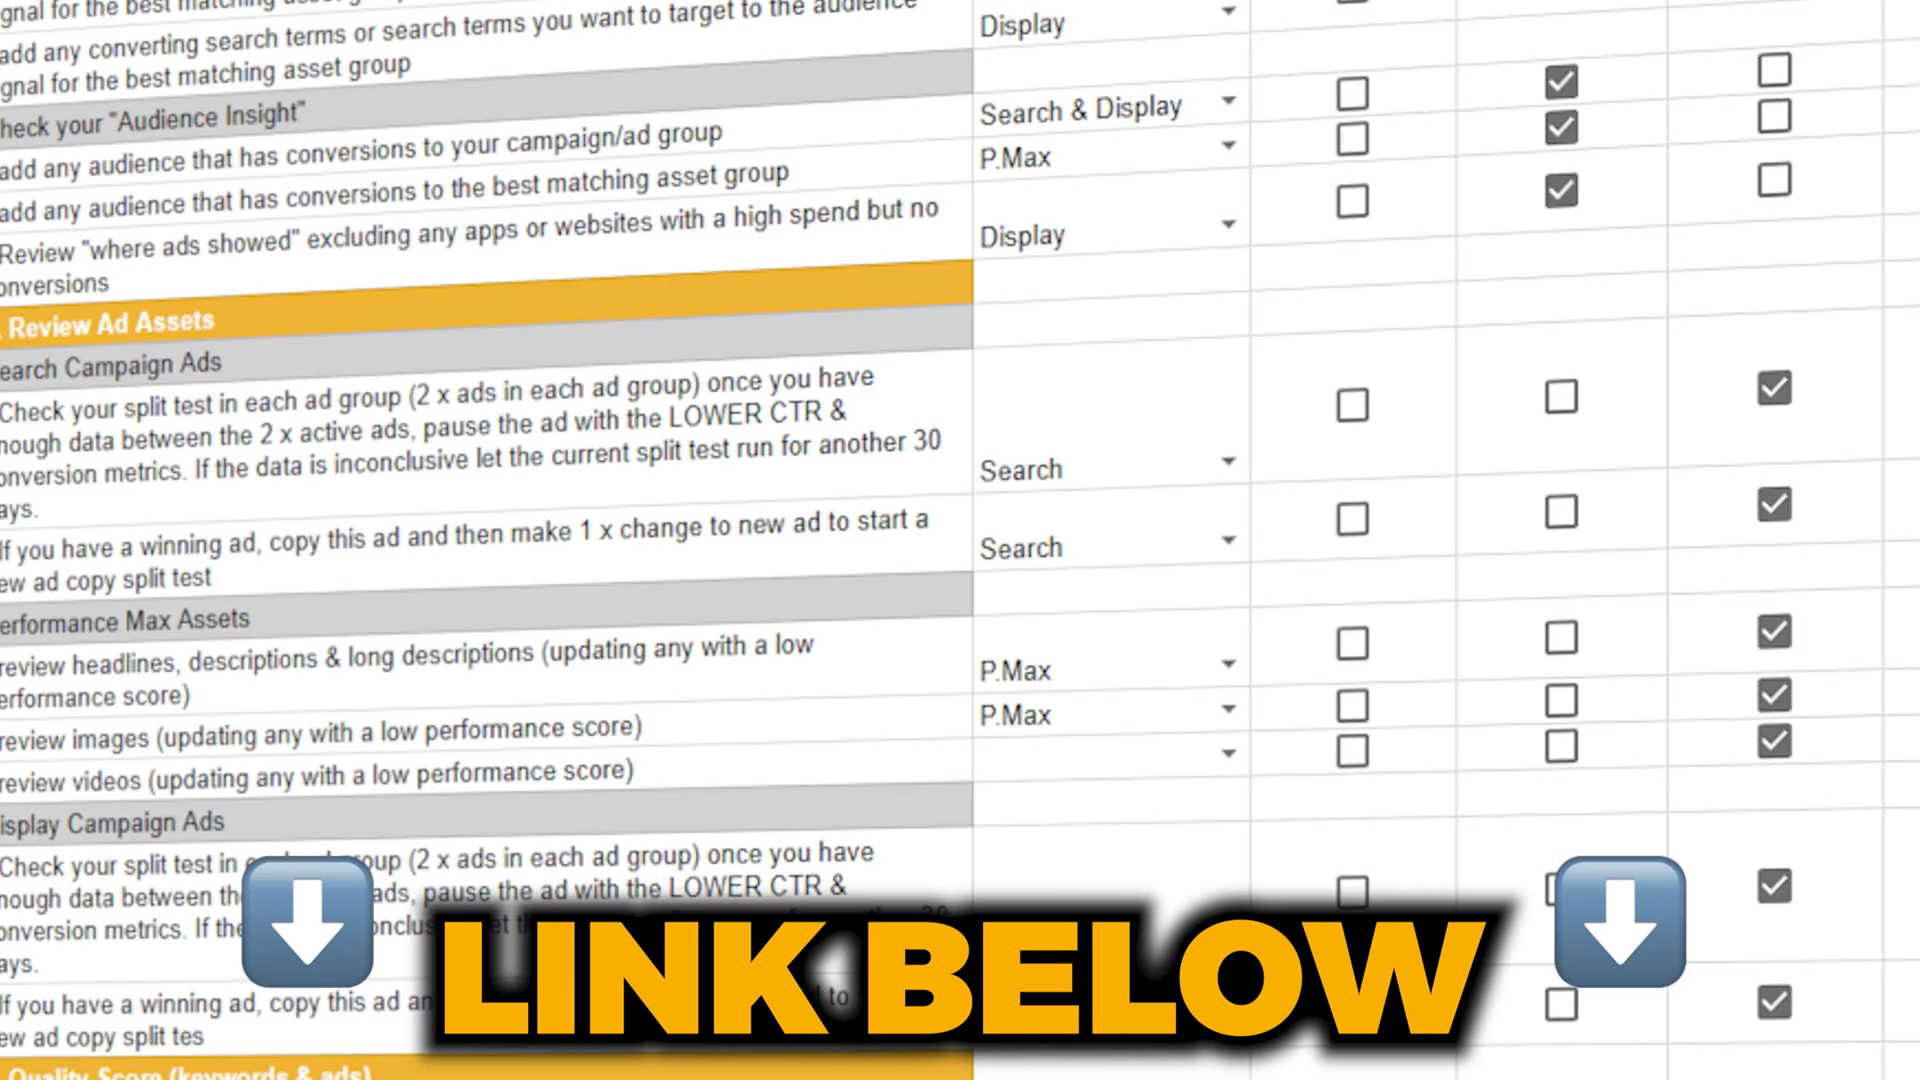 gnal for the best matching asset group
add any converting search terms or search terms you want to target to the audience
gnal for the best matching asset group
Display
heck your "Audience Insight"
add any audience that has conversions to your campaign/ad group
Search & Display
add any audience that has conversions to the best matching asset group
P.Max
Review "where ads showed" excluding any apps or websites with a high spend but no
onversions
Display
. Review Ad Assets
earch Campaign Ads
Check your split test in each ad group (2 x ads in each ad group) once you have
nough data between the 2 x active ads, pause the ad with the LOWER CTR &
onversion metrics. If the data is inconclusive let the current split test run for another 30
ays.
Search
If you have a winning ad, copy this ad and then make 1 x change to new ad to start a
ew ad copy split test
Search
erformance Max Assets
review headlines, descriptions & long descriptions (updating any with a low
erformance score)
P.Max
review images (updating any with a low performance score)
P.Max
review videos (updating any with a low performance score)
isplay Campaign Ads
Check your split test in group (2 x ads in each ad group) once you have
nough data between the ads, pause the ad with the LOWER CTR &
onversion metrics. If the
ays.
If you have a winning ad, copy this ad to
ew ad copy split tes
. Quality Score (keywords & ads)
LINK BELOW